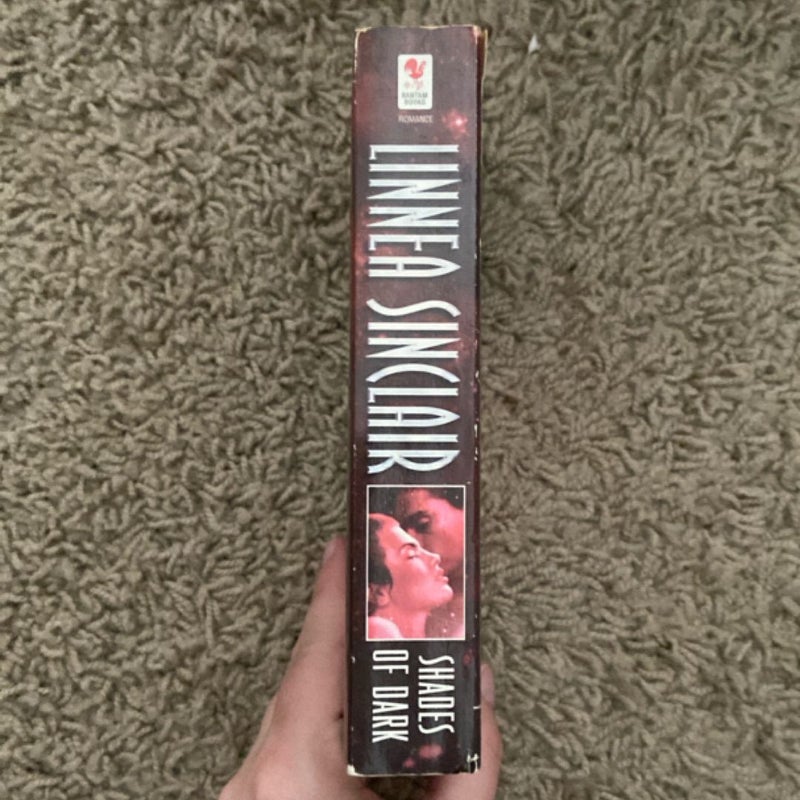 BANTAM
BOOKS
ROMANCE
LINNEA SINCLAIR
SHADES
OF DARK